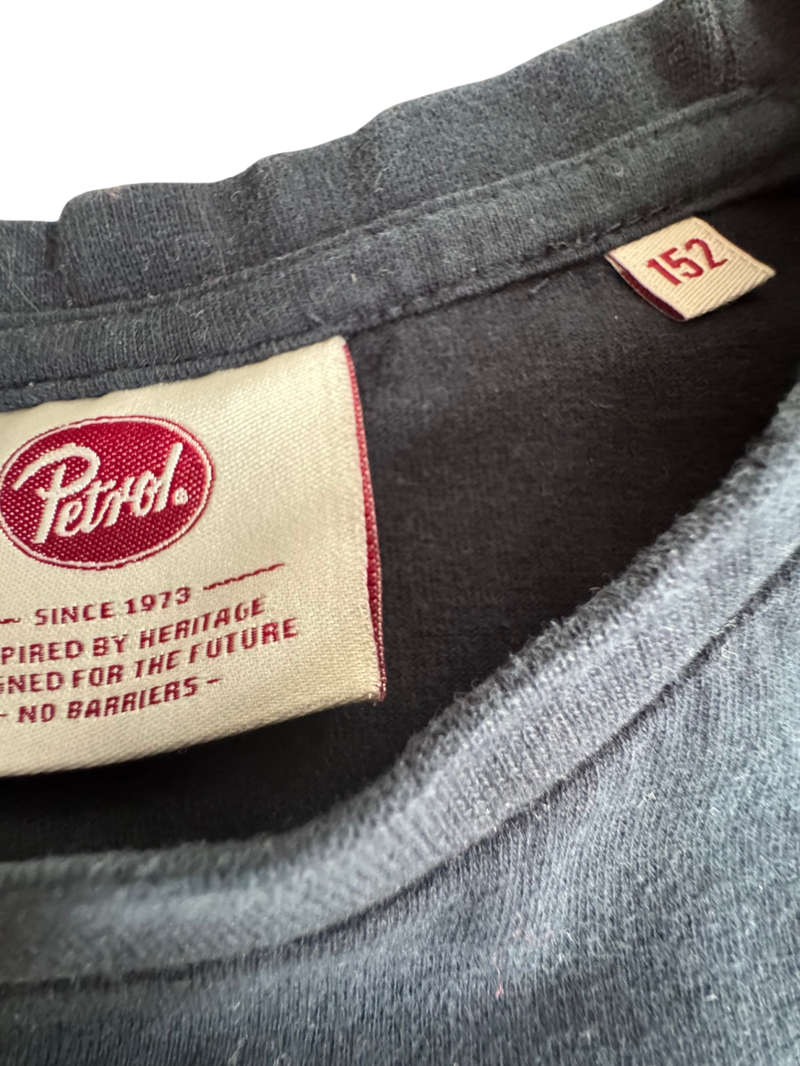 152
Petrol®
SINCE 1973
PIRED BY HERITAGE
GNED FOR THE FUTURE
- NO BARRIERS -